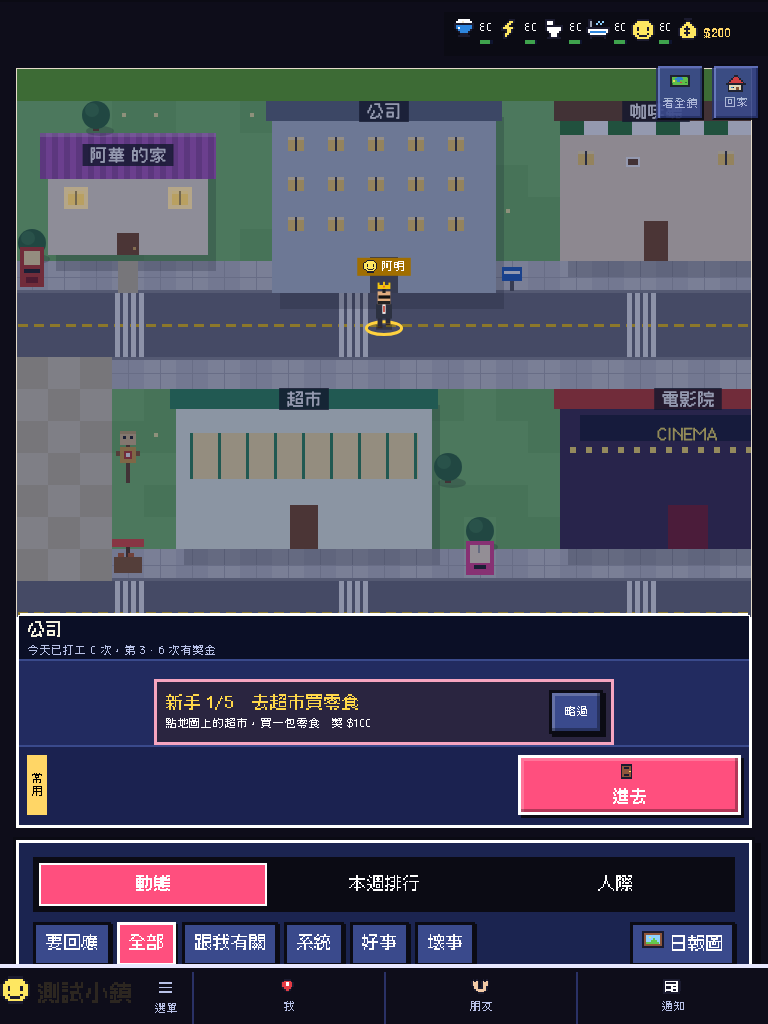 80 80 80 80 80 $200
看全鎮 回家
公司
阿華 的家
阿明
超市
電影院
CINEMA
公司
今天已打工 0 次，第 3、6 次有獎金
新手 1/5 去超市買零食
點地圖上的超市，買一包零食 獎 $100
略過
常用
進去
動態 本週排行 人際
要回應 全部 跟我有關 系統 好事 壞事 日報圖
測試小鎮 選單 我 朋友 通知